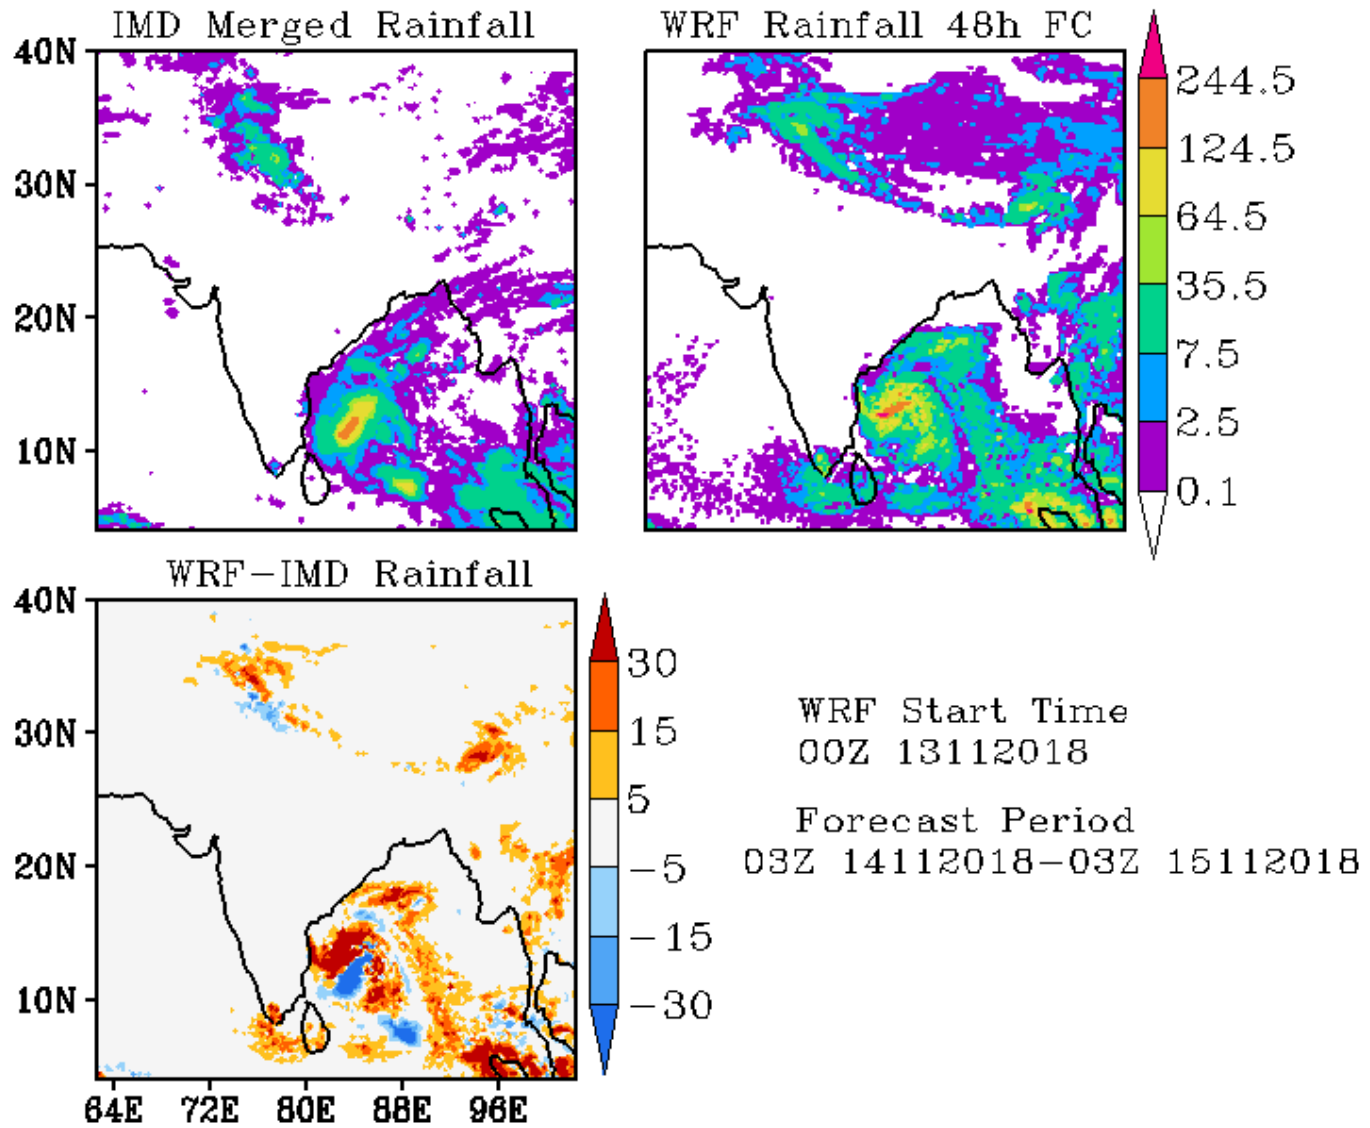 IMD Merged Rainfall
WRF Rainfall 48h FC
40N
30N
20N
10N
244.5
124.5
64.5
35.5
7.5
2.5
0.1
WRF-IMD Rainfall
40N
30N
20N
10N
64E 72E 80E 88E 96E
30
15
5
-5
-15
-30
WRF Start Time
00Z 13112018
Forecast Period
03Z 14112018-03Z 15112018